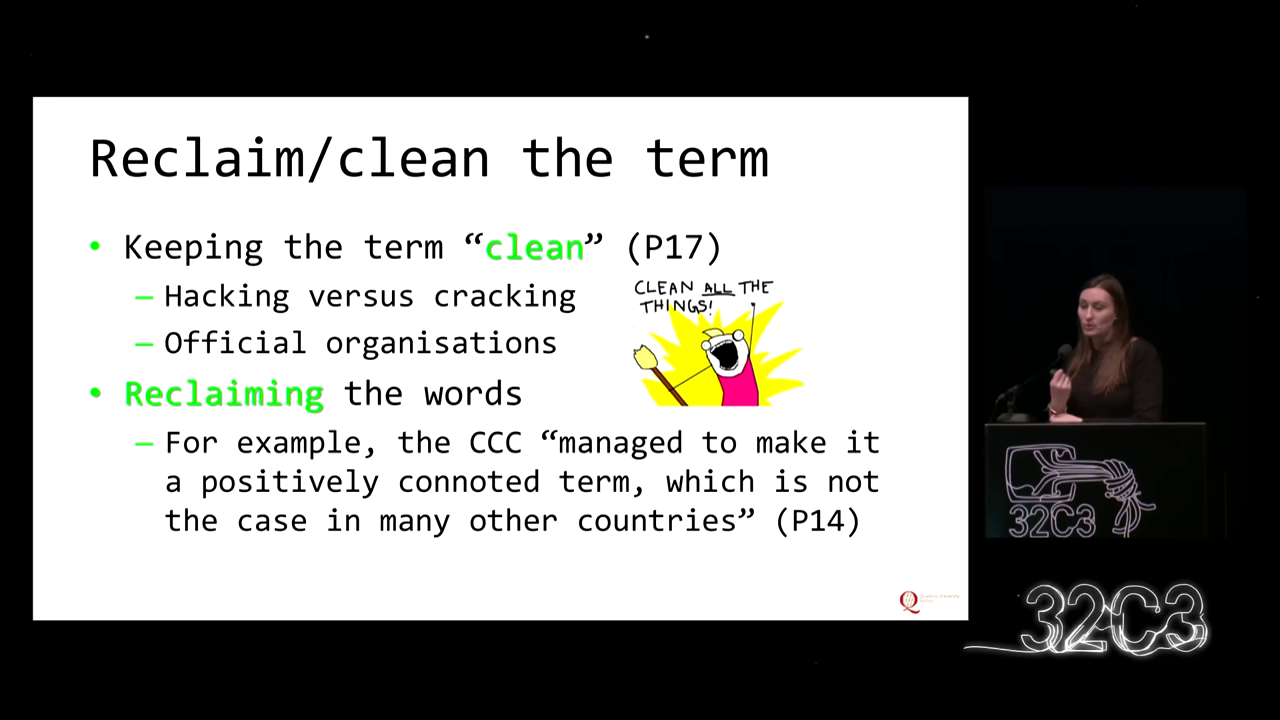 Reclaim/clean the term
• Keeping the term “clean” (P17)
– Hacking versus cracking
– Official organisations
CLEAN ALL THE
THINGS!
• Reclaiming the words
– For example, the CCC “managed to make it
a positively connoted term, which is not
the case in many other countries” (P14)
32C3
32C3